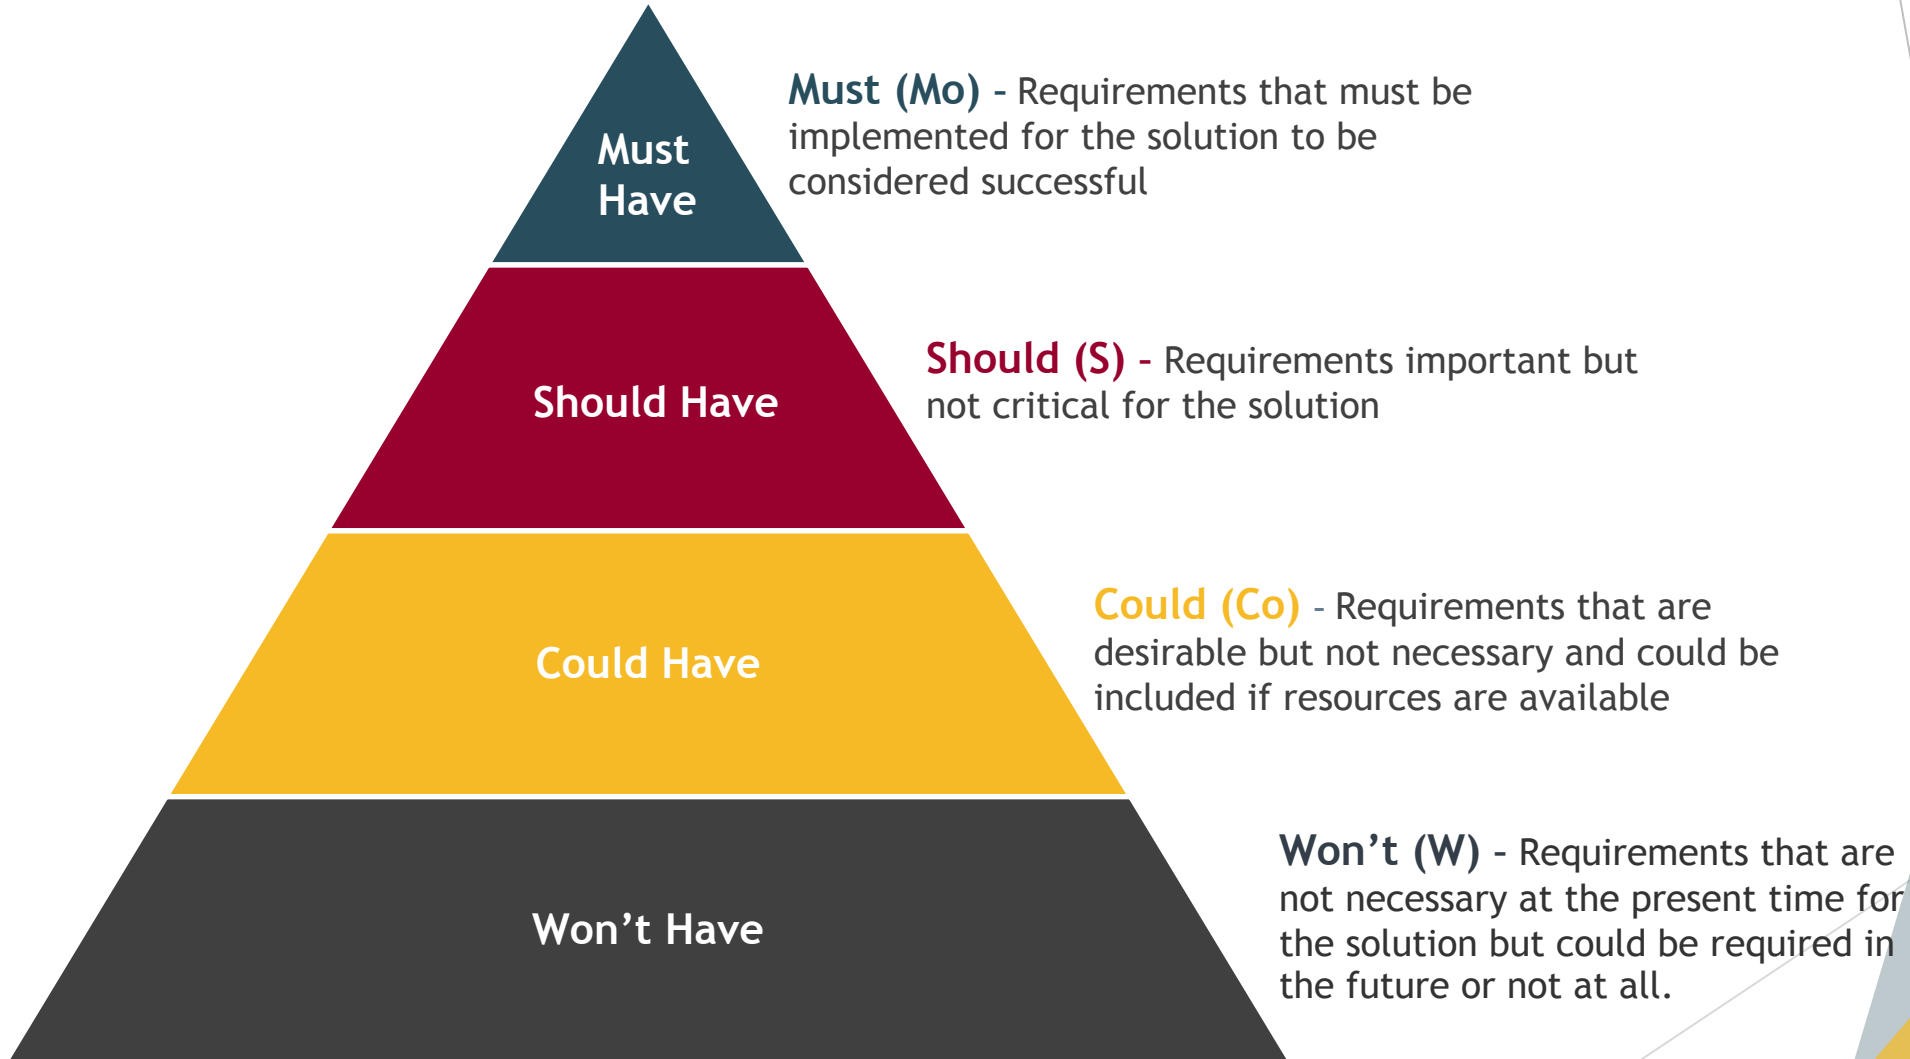 Must
Have
Must (Mo) – Requirements that must be
implemented for the solution to be
considered successful
Should Have
Should (S) – Requirements important but
not critical for the solution
Could Have
Could (Co) - Requirements that are
desirable but not necessary and could be
included if resources are available
Won’t Have
Won’t (W) – Requirements that are
not necessary at the present time for
the solution but could be required in
the future or not at all.